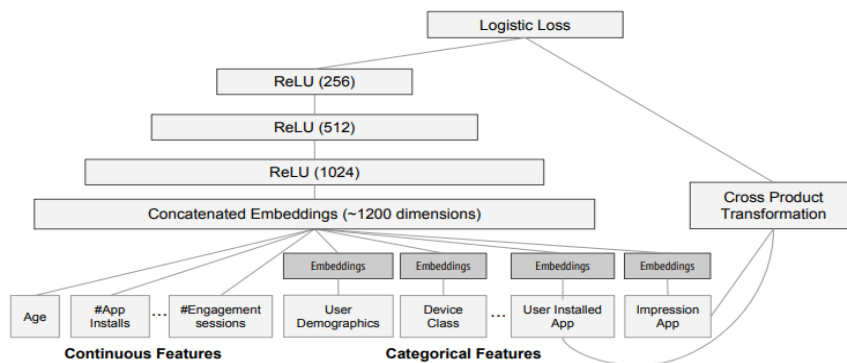 Logistic Loss
ReLU (256)
ReLU (512)
ReLU (1024)
Concatenated Embeddings (~1200 dimensions)
Cross Product
Transformation
Embeddings
Embeddings
Embeddings
Embeddings
Age
#App
Installs
...
#Engagement
sessions
User
Demographics
Device
Class
...
User Installed
App
Impression
App
Continuous Features
Categorical Features